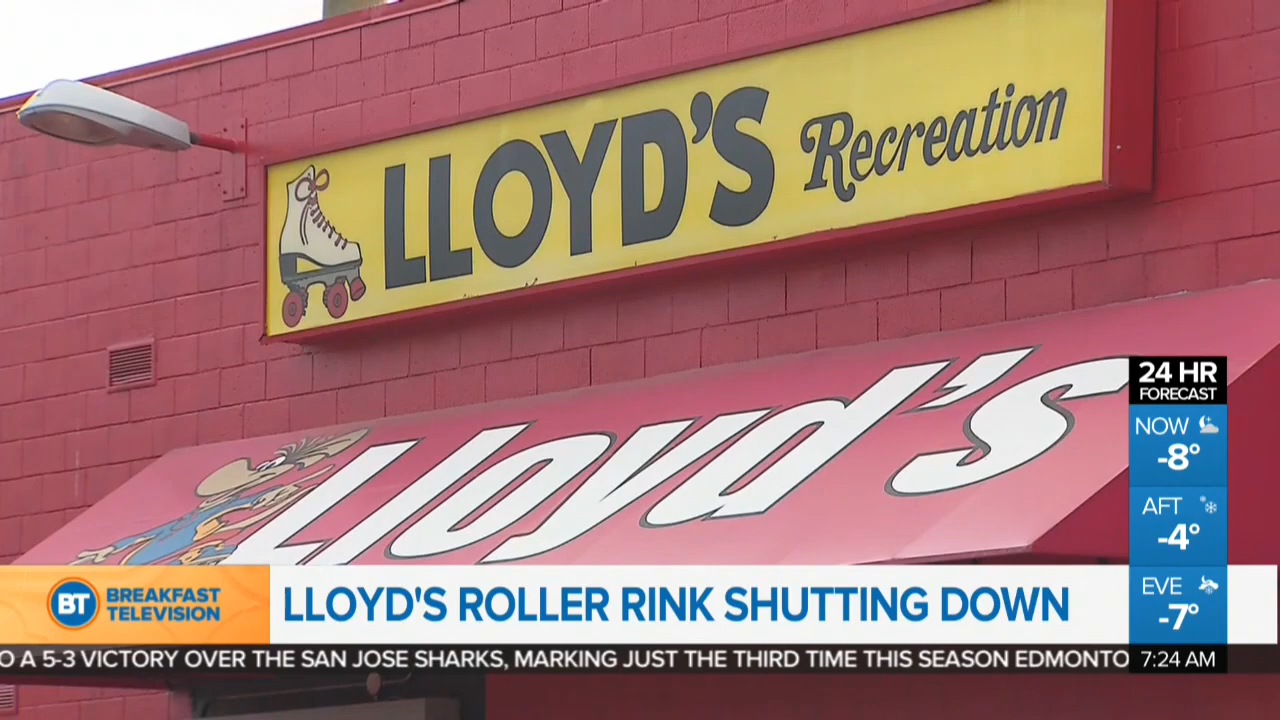 LLOYD'S Recreation
Lloyd's
24 HR
FORECAST
NOW
-8°
AFT
-4°
EVE
-7°
BT BREAKFAST
TELEVISION
LLOYD'S ROLLER RINK SHUTTING DOWN
O A 5-3 VICTORY OVER THE SAN JOSE SHARKS, MARKING JUST THE THIRD TIME THIS SEASON EDMONTO
7:24 AM